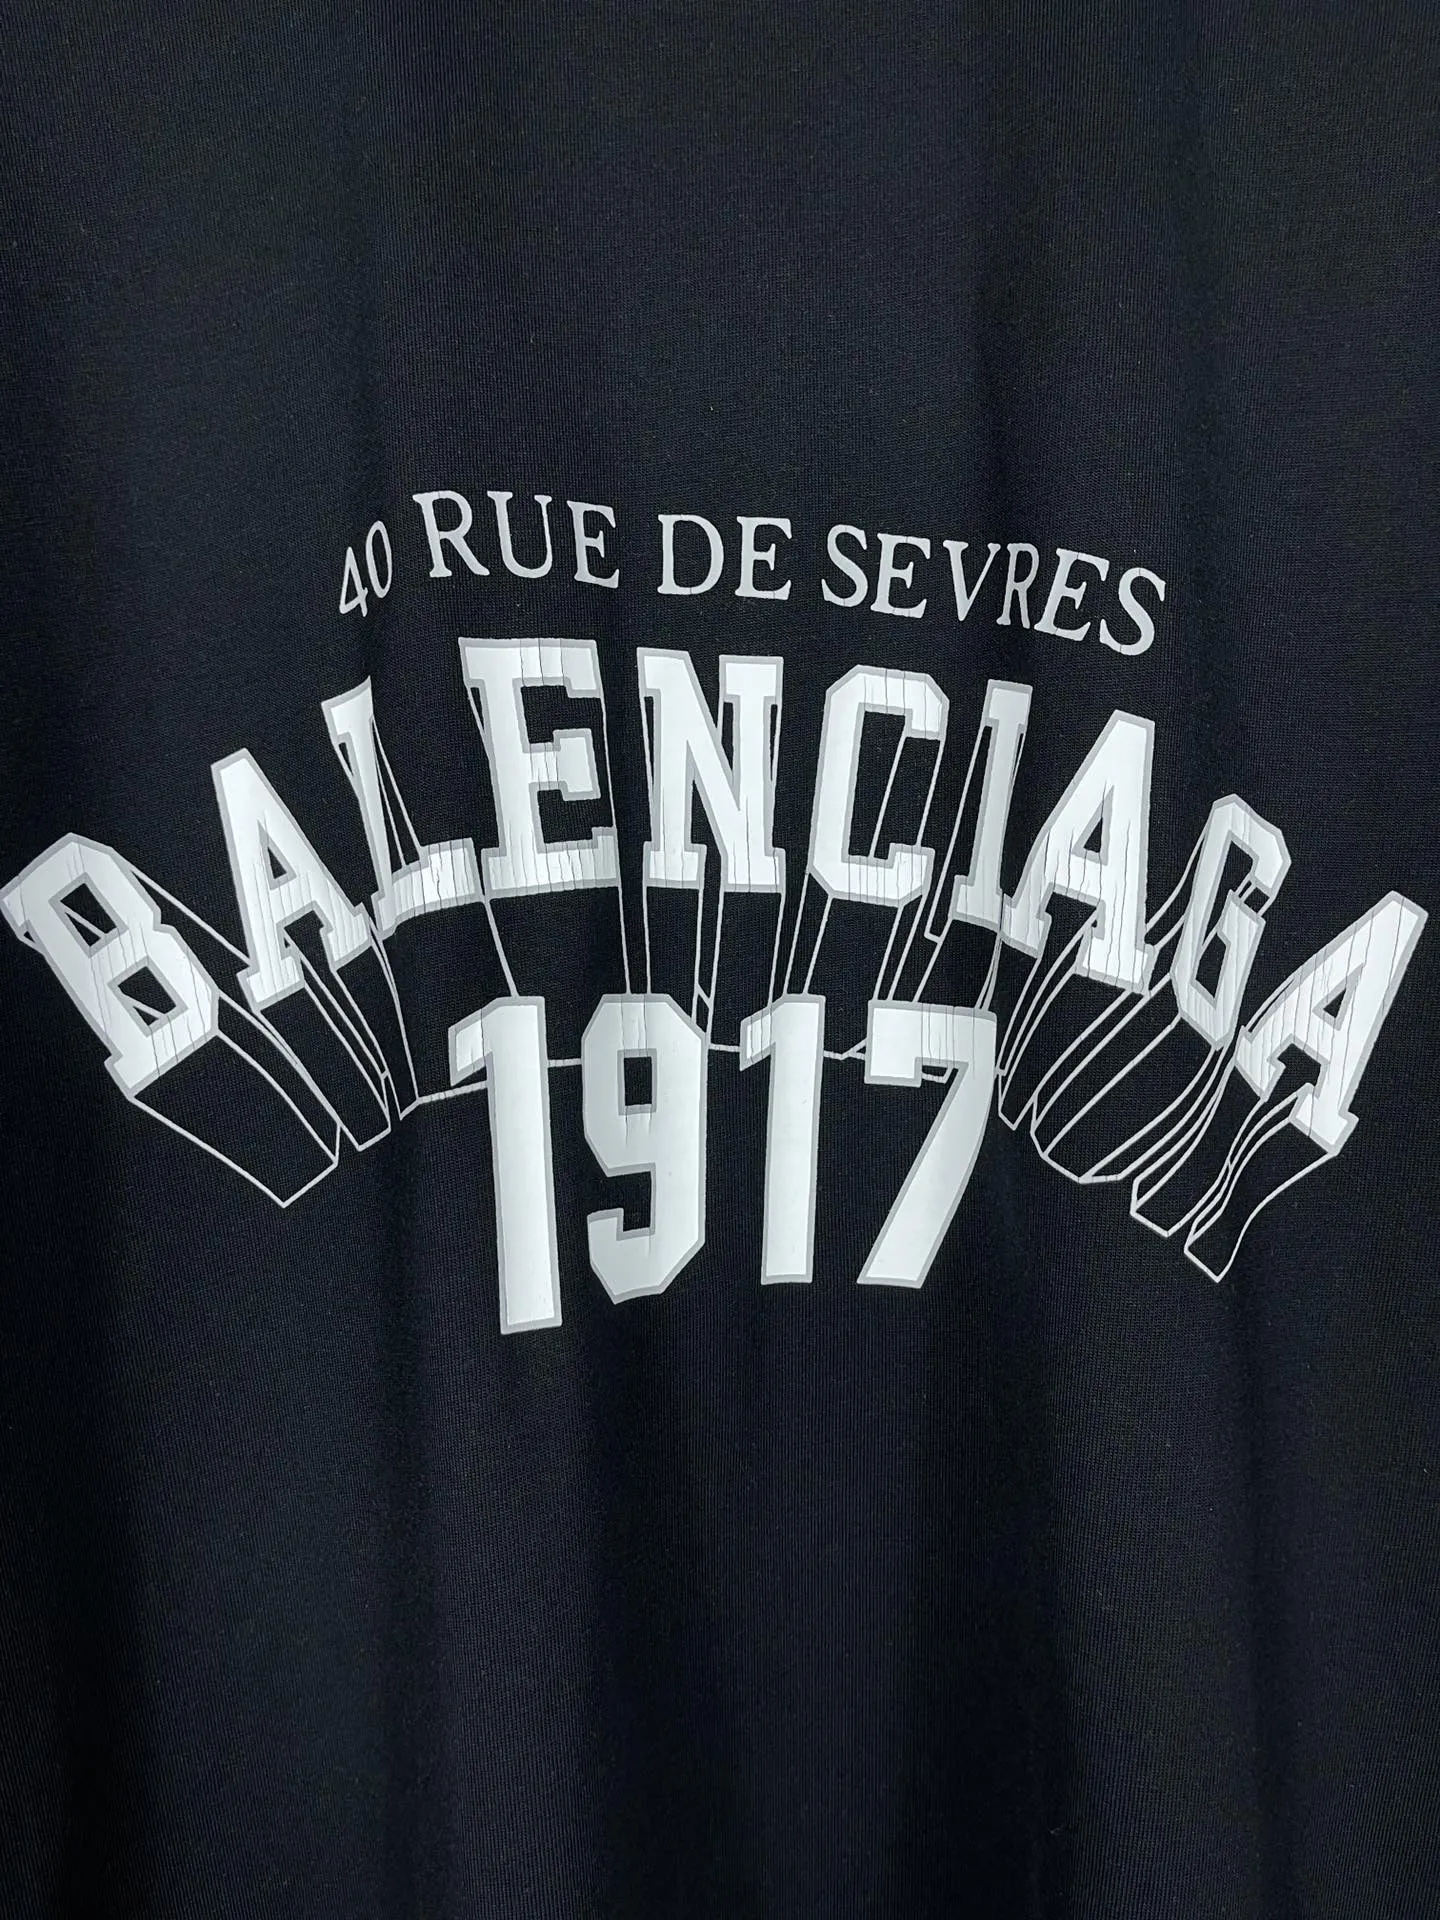 40 RUE DE SEVRES
BALENCIAGA
1917